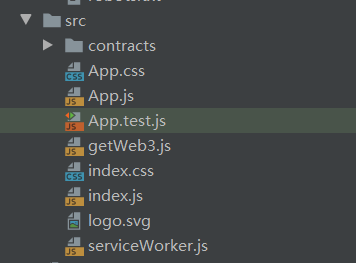 src
contracts
App.css
App.js
App.test.js
getWeb3.js
index.css
index.js
logo.svg
serviceWorker.js